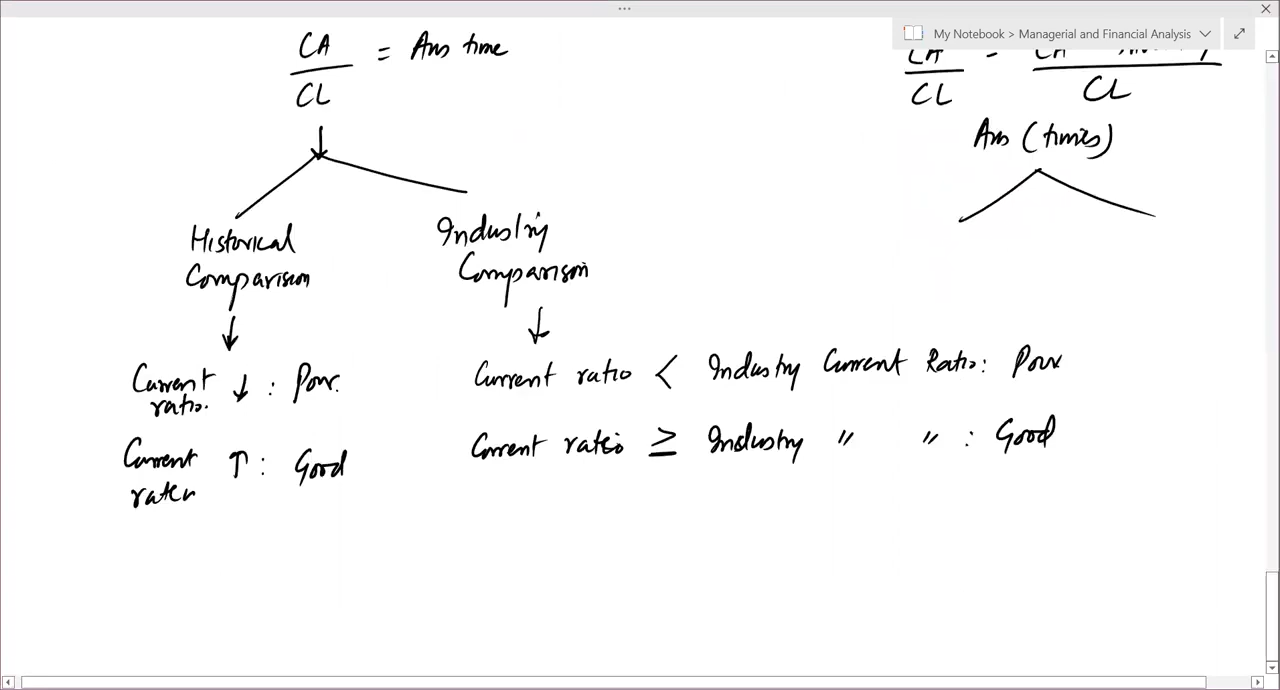 My Notebook > Managerial and Financial Analysis
CA
CL
= Ans time
CA
CL
CA
CL
Ans (times)
Historical
Comparison
Industry
Comparison
Current
ratio.
↓ : Poor.
Current ratio < Industry Current Ratio: Poor
Current
↑ : Good
Current ratio ≥ Industry " " : Good